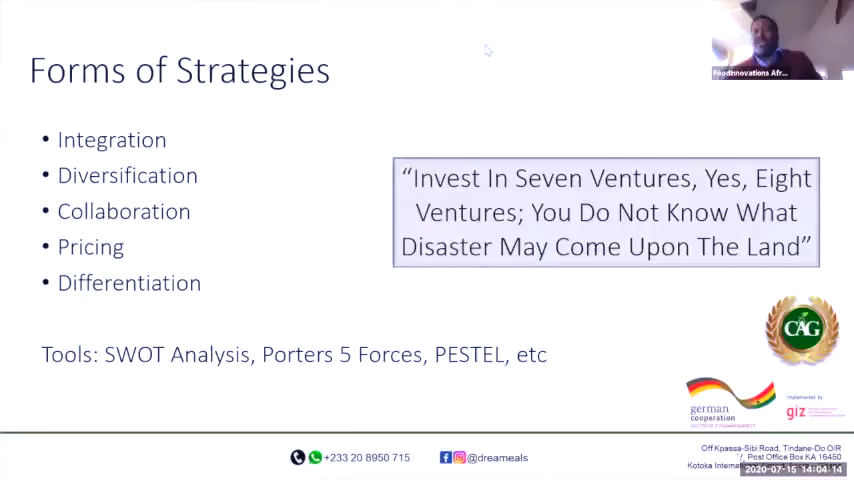 Forms of Strategies
FoodInnovations Afr...
• Integration
• Diversification
• Collaboration
• Pricing
• Differentiation
“Invest In Seven Ventures, Yes, Eight
Ventures; You Do Not Know What
Disaster May Come Upon The Land”
Tools: SWOT Analysis, Porters 5 Forces, PESTEL, etc
CAG
german
cooperation
DEUTSCHE ZUSAMMENARBEIT
Implemented by
giz
+233 20 8950 715
@dreameals
Off Kpassa-Sibi Road, Tindane-Do O/R
Post Office Box KA 16450
Kotoka Internati
2020-07-15 14:04:14